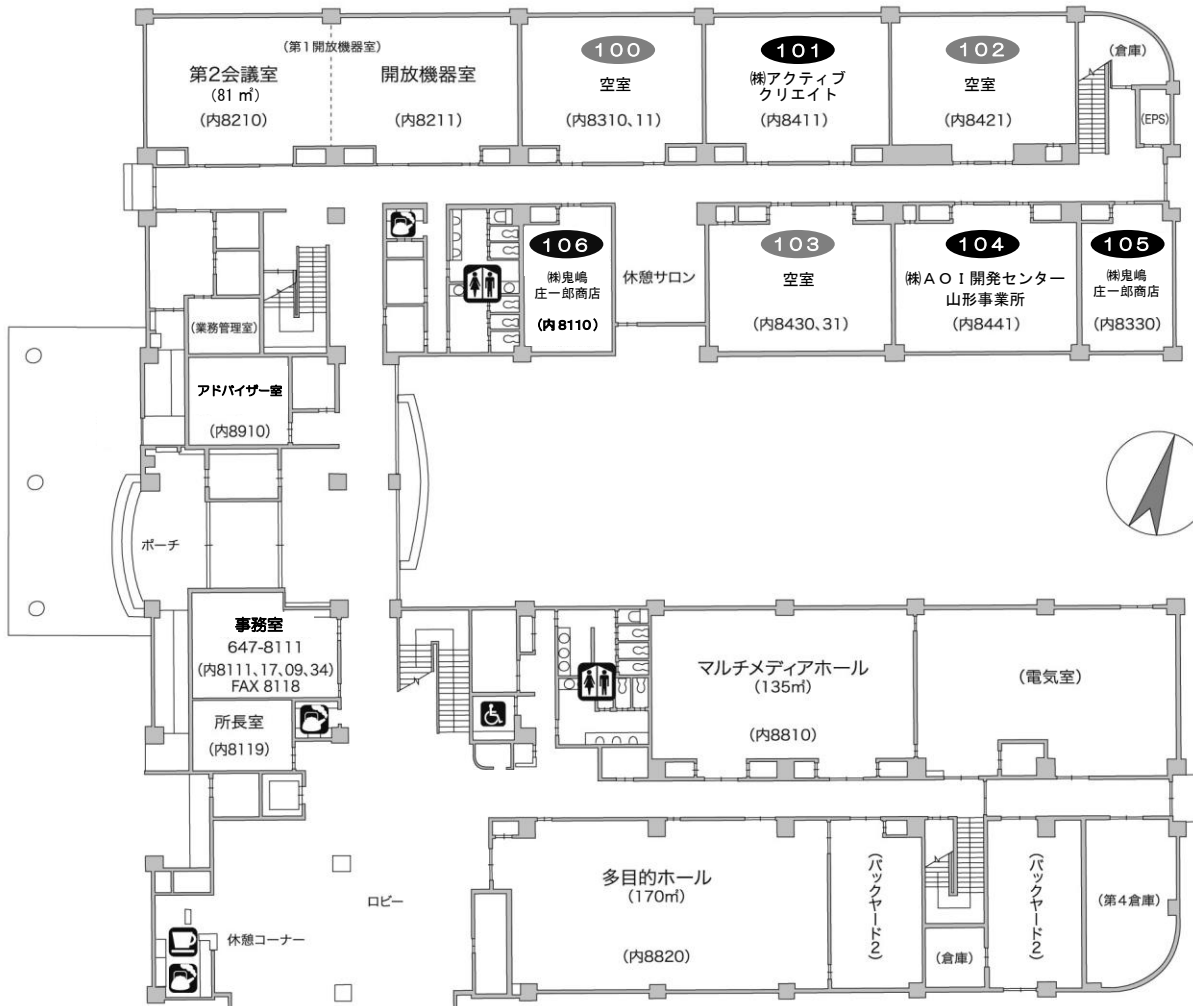 (第1開放機器室)
第2会議室
(81 ㎡)
(内8210)
開放機器室
(内8211)
100
空室
(内8310、11)
101
㈱アクティブ
クリエイト
(内8411)
102
空室
(内8421)
(倉庫)
(EPS)
106
㈱鬼嶋
庄一郎商店
(内8110)
休憩サロン
103
空室
(内8430、31)
104
㈱ＡＯＩ開発センター
山形事業所
(内8441)
105
㈱鬼嶋
庄一郎商店
(内8330)
(業務管理室)
アドバイザー室
(内8910)
ポーチ
事務室
647-8111
(内8111、17、09、34)
FAX 8118
所長室
(内8119)
マルチメディアホール
(135㎡)
(内8810)
(電気室)
多目的ホール
(170㎡)
(内8820)
(バックヤード2)
(倉庫)
(バックヤード2)
(第4倉庫)
ロビー
休憩コーナー